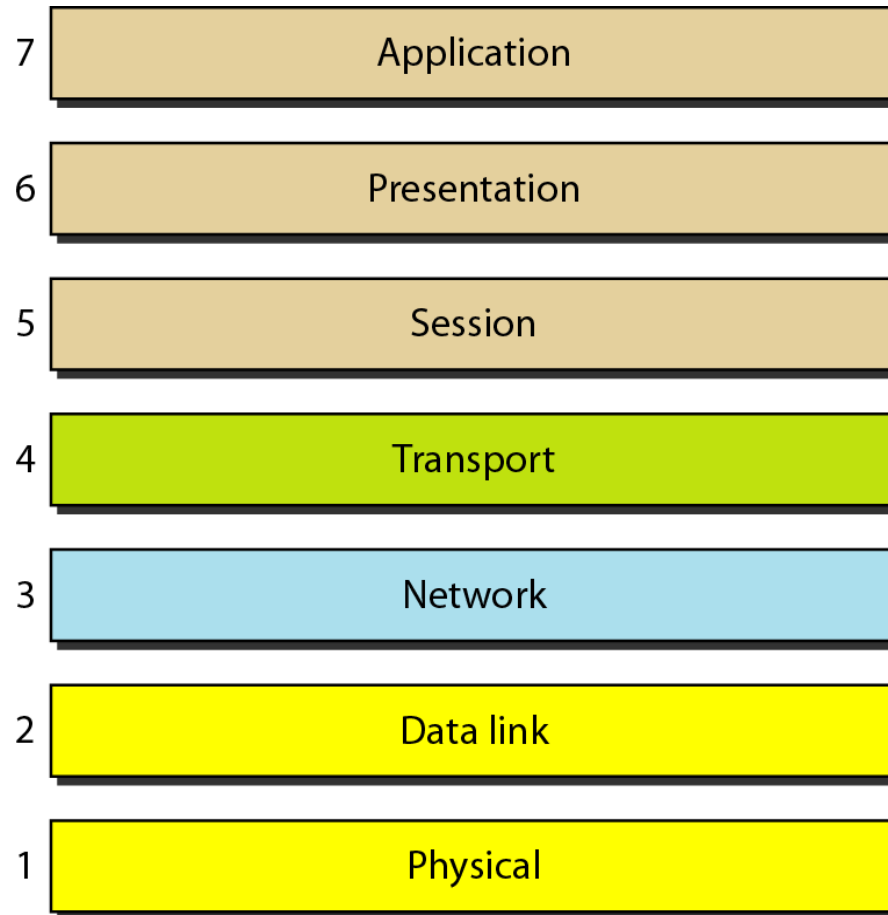 7 Application
6 Presentation
5 Session
4 Transport
3 Network
2 Data link
1 Physical